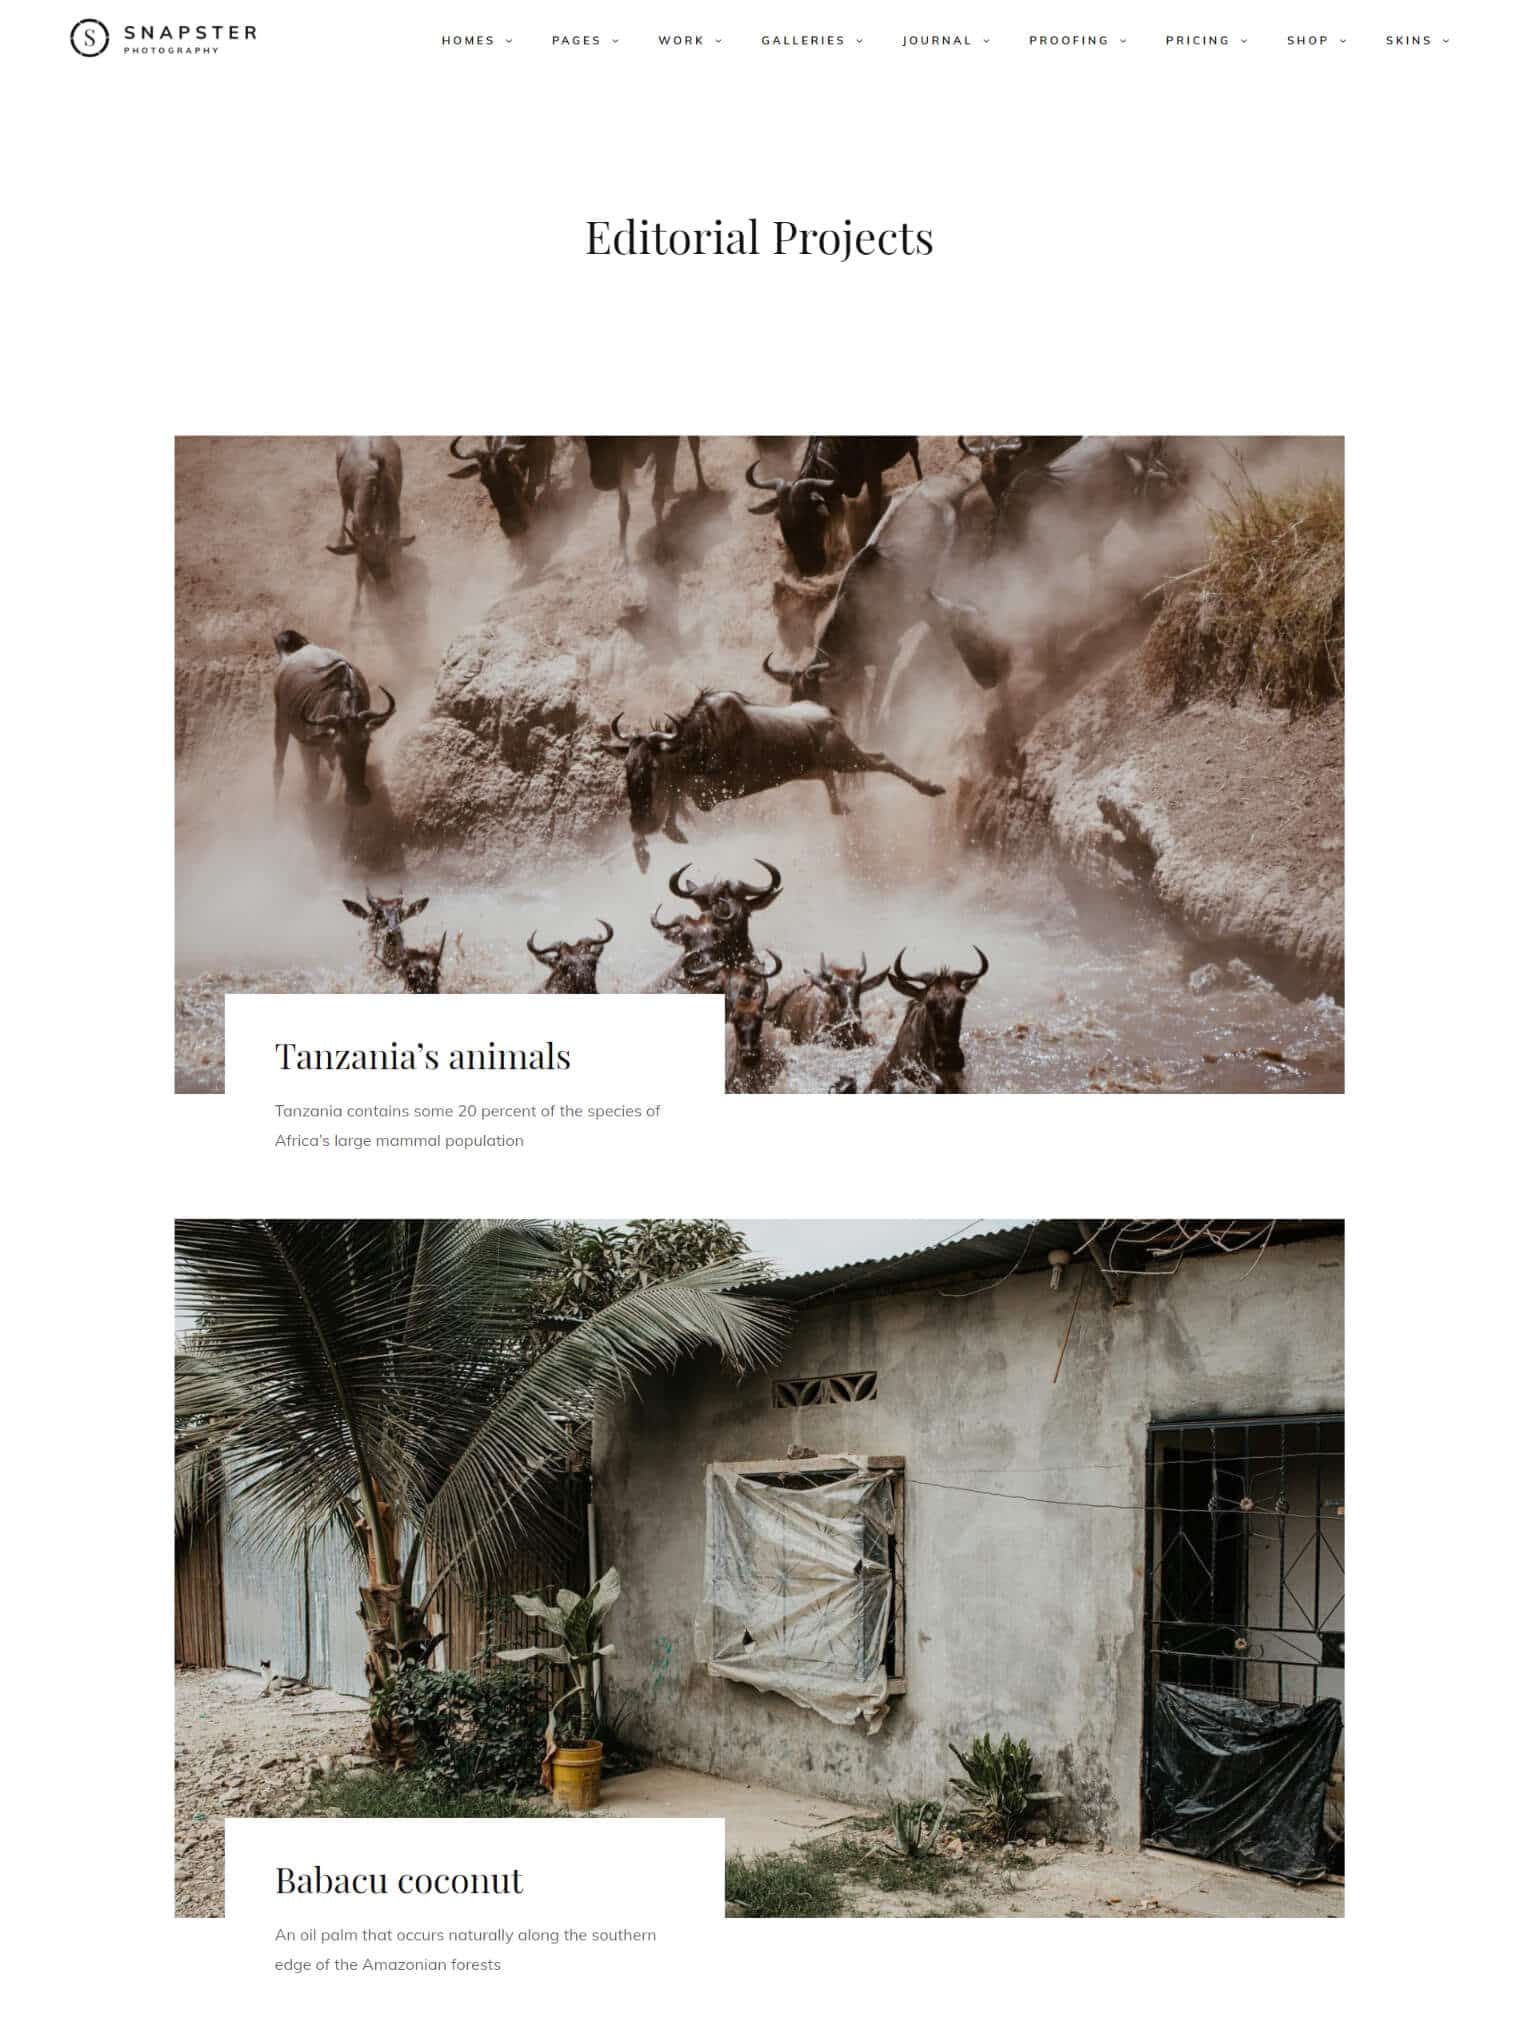 S SNAPSTER
PHOTOGRAPHY
HOMES PAGES WORK GALLERIES JOURNAL PROOFING PRICING SHOP SKINS
Editorial Projects
Tanzania’s animals
Tanzania contains some 20 percent of the species of
Africa’s large mammal population
Babacu coconut
An oil palm that occurs naturally along the southern
edge of the Amazonian forests